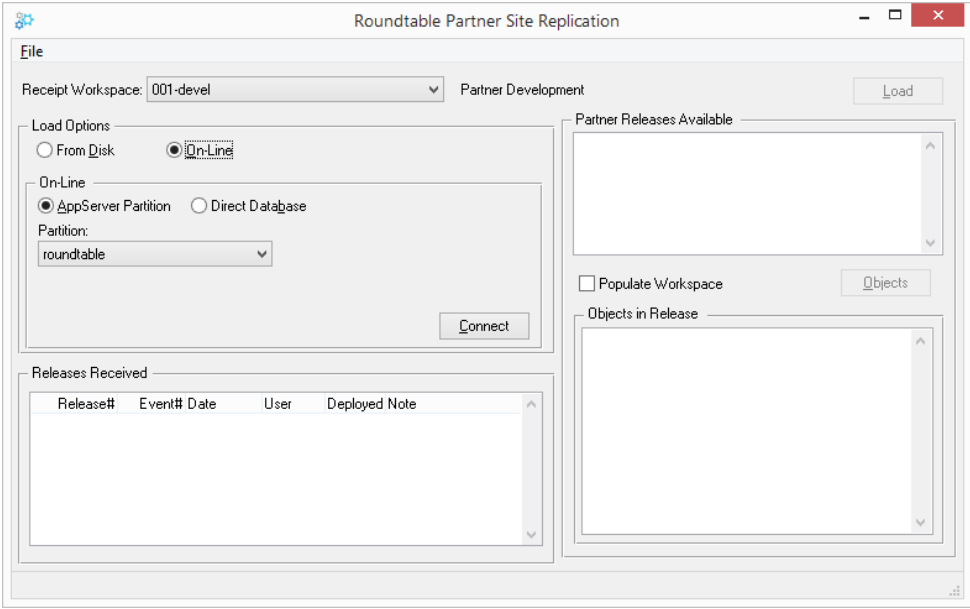 Roundtable Partner Site Replication
File
Receipt Workspace: 001-devel Partner Development Load
Load Options
From Disk On-Line
On-Line
AppServer Partition Direct Database
Partition:
roundtable
Connect
Releases Received
Release# Event# Date User Deployed Note
Partner Releases Available
Populate Workspace Objects
Objects in Release